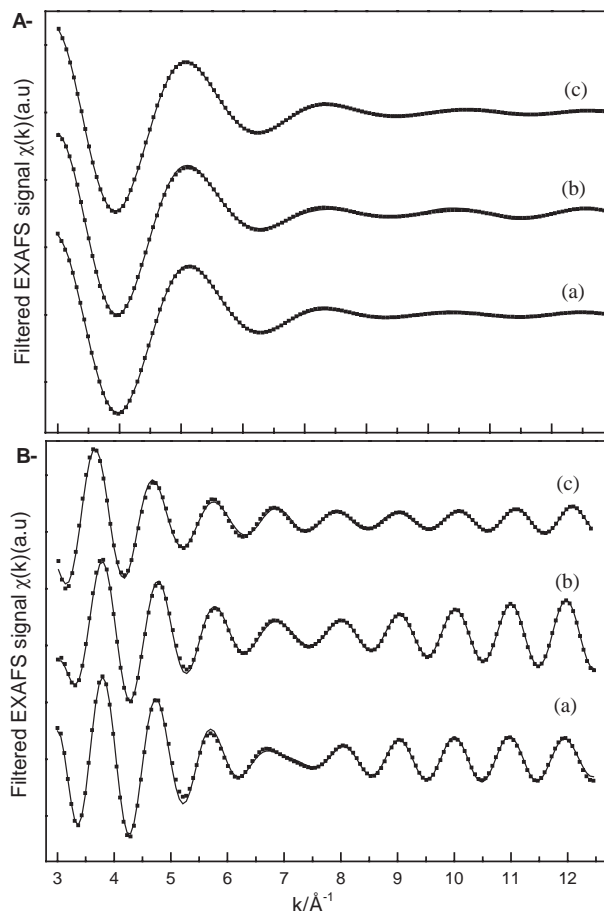 A-
Filtered EXAFS signal χ(k)(a.u)
(c)
(b)
(a)
B-
Filtered EXAFS signal χ(k)(a.u)
(c)
(b)
(a)
3 4 5 6 7 8 9 10 11 12
k/Å⁻¹